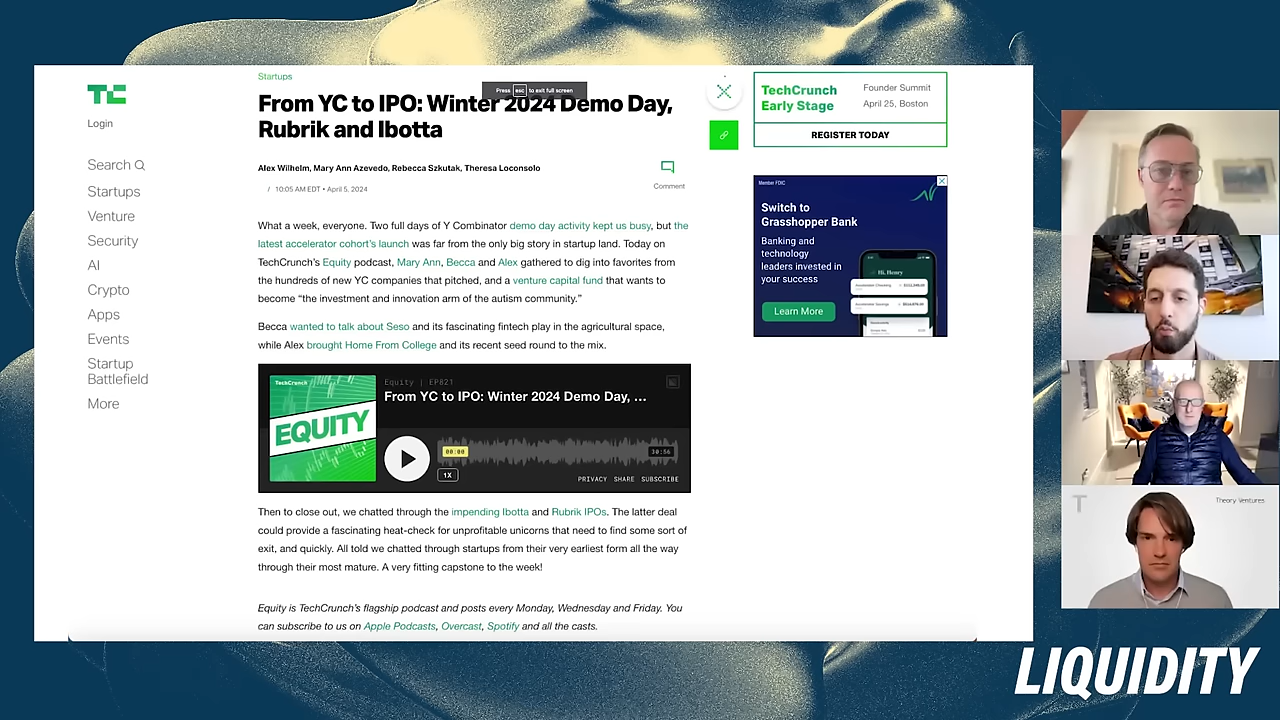 TC
Login
Search
Startups
Venture
Security
AI
Crypto
Apps
Events
Startup
Battlefield
More
Startups
Press esc to exit full screen
From YC to IPO: Winter 2024 Demo Day,
Rubrik and Ibotta
Alex Wilhelm, Mary Ann Azevedo, Rebecca Szkutak, Theresa Loconsolo
/ 10:05 AM EDT • April 5, 2024
Comment
What a week, everyone. Two full days of Y Combinator demo day activity kept us busy, but the
latest accelerator cohort's launch was far from the only big story in startup land. Today on
TechCrunch's Equity podcast, Mary Ann, Becca and Alex gathered to dig into favorites from
the hundreds of new YC companies that pitched, and a venture capital fund that wants to
become “the investment and innovation arm of the autism community.”
Becca wanted to talk about Seso and its fascinating fintech play in the agricultural space,
while Alex brought Home From College and its recent seed round to the mix.
TechCrunch
EQUITY
Equity | EP821
From YC to IPO: Winter 2024 Demo Day, ...
00:00
30:56
1X
PRIVACY SHARE SUBSCRIBE
Then to close out, we chatted through the impending Ibotta and Rubrik IPOs. The latter deal
could provide a fascinating heat-check for unprofitable unicorns that need to find some sort of
exit, and quickly. All told we chatted through startups from their very earliest form all the way
through their most mature. A very fitting capstone to the week!
Equity is TechCrunch's flagship podcast and posts every Monday, Wednesday and Friday. You
can subscribe to us on Apple Podcasts, Overcast, Spotify and all the casts.
TechCrunch
Early Stage
Founder Summit
April 25, Boston
REGISTER TODAY
Member FDIC
Switch to
Grasshopper Bank
Banking and
technology
leaders invested in
your success
Learn More
Hi, Henry
T
Theory Ventures
LIQUIDITY